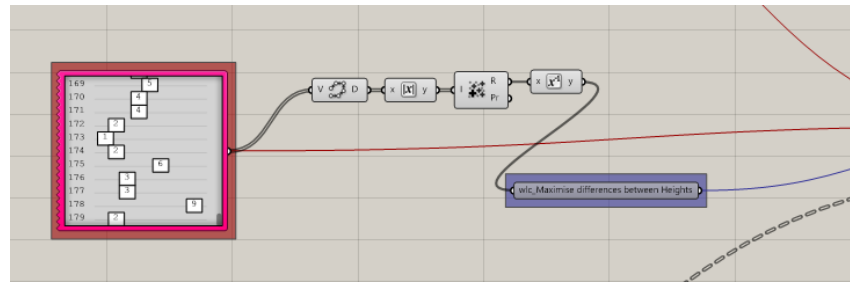 169 5
170 4
171 4
172 2
173 1
174 2
175 6
176 3
177 3
178 9
179 2
V D
x |x| y
I R
Pr
x x² y
wlc_Maximise differences between Heights